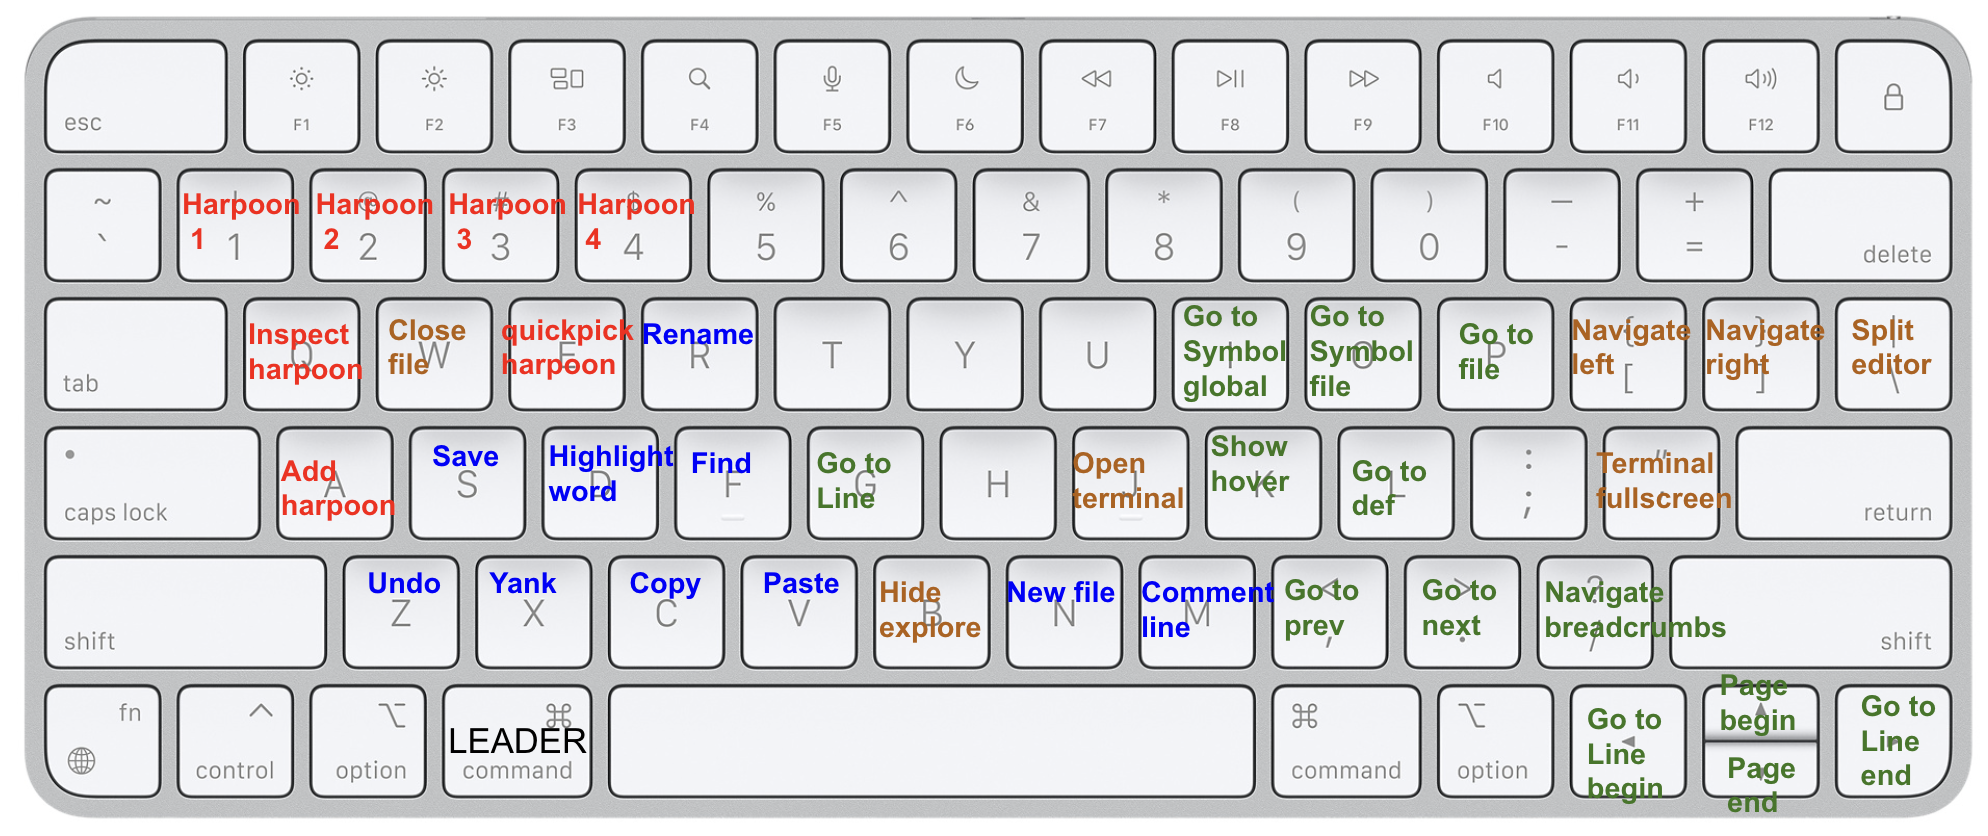 esc
F1
F2
F3
F4
F5
F6
F7
F8
F9
F10
F11
F12
~
`
Harpoon
1
!
1
Harpoon
2
@
2
Harpoon
3
#
3
Harpoon
4
$
4
%
5
^
6
&
7
*
8
(
9
)
0
—
-
+
=
delete
tab
Inspect
harpoon
Q
Close
file
W
quickpick
harpoon
E
Rename
R
T
Y
U
Go to
Symbol
global
I
Go to
Symbol
file
O
Go to
file
P
Navigate
left
{
[
Navigate
right
}
]
Split
editor
|
\
caps lock
Add
harpoon
A
Save
S
Highlight
word
D
Find
F
Go to
Line
G
H
Open
terminal
J
Show
hover
K
Go to
def
L
:
;
Terminal
fullscreen
"
'
return
shift
Undo
Z
Yank
X
Copy
C
Paste
V
Hide
explore
B
New file
N
Comment
line
M
Go to
prev
<
,
Go to
next
>
.
Navigate
breadcrumbs
?
/
shift
fn
^
control
⌥
option
⌘
LEADER
command
⌘
command
⌥
option
Go to
Line
begin
Page
begin
Page
end
Go to
Line
end